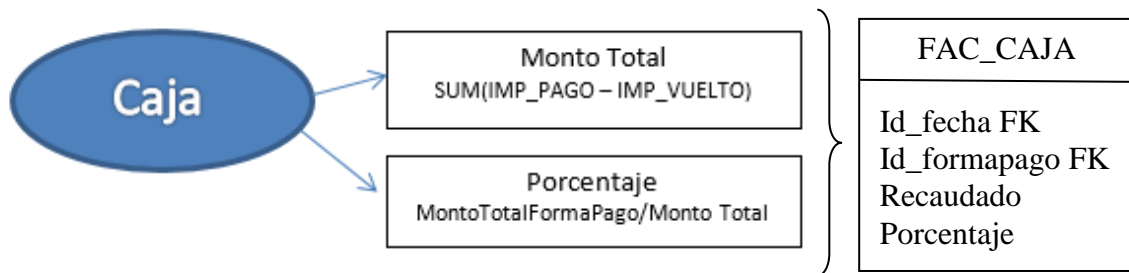 Caja
Monto Total
SUM(IMP_PAGO – IMP_VUELTO)
Porcentaje
MontoTotalFormaPago/Monto Total
FAC_CAJA
Id_fecha FK
Id_formapago FK
Recaudado
Porcentaje